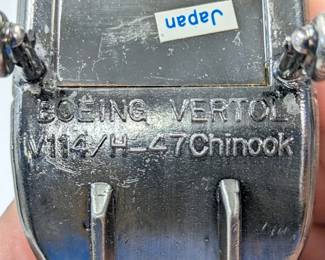 Japan
BOEING VERTOL
V114/H-47Chinook